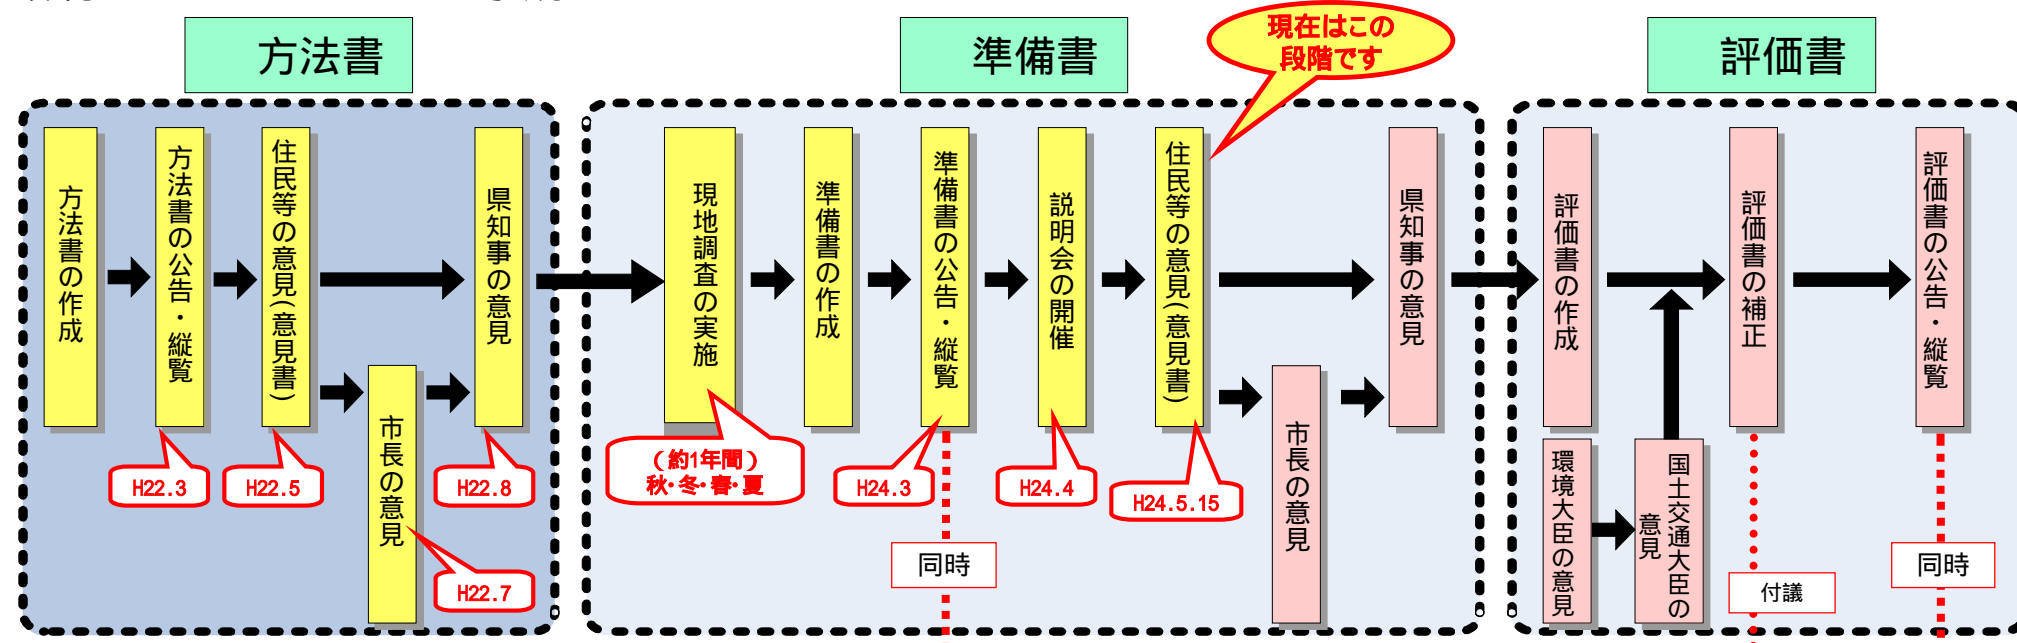 方法書
準備書
評価書
現在はこの
段階です
方法書の作成
方法書の公告・縦覧
住民等の意見(意見書)
県知事の意見
市長の意見
H22.3
H22.5
H22.8
H22.7
現地調査の実施
準備書の作成
準備書の公告・縦覧
説明会の開催
住民等の意見(意見書)
県知事の意見
市長の意見
(約1年間)
秋・冬・春・夏
H24.3
H24.4
H24.5.15
同時
評価書の作成
評価書の補正
評価書の公告・縦覧
環境大臣の意見
国土交通大臣の
意見
付議
同時